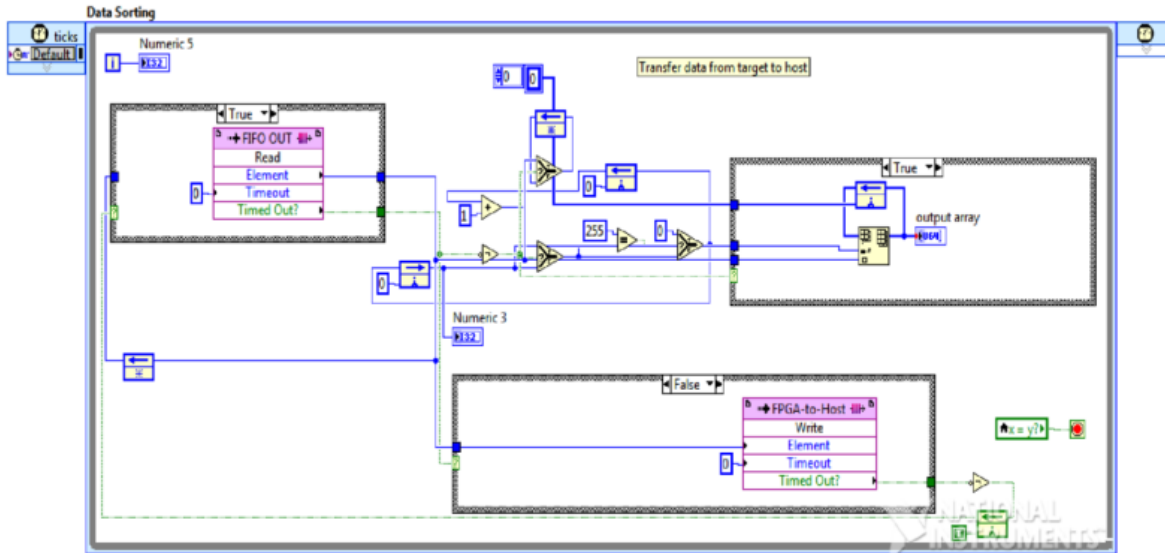 Data Sorting
ticks
Default
Numeric 5
i
I32
Transfer data from target to host
0 0
True
FIFO OUT
Read
Element
0 Timeout
Timed Out?
0
1
255
0
0
True
output array
U64
Numeric 3
I32
False
FPGA-to-Host
Write
Element
0 Timeout
Timed Out?
x = y?
NATIONAL
INSTRUMENTS